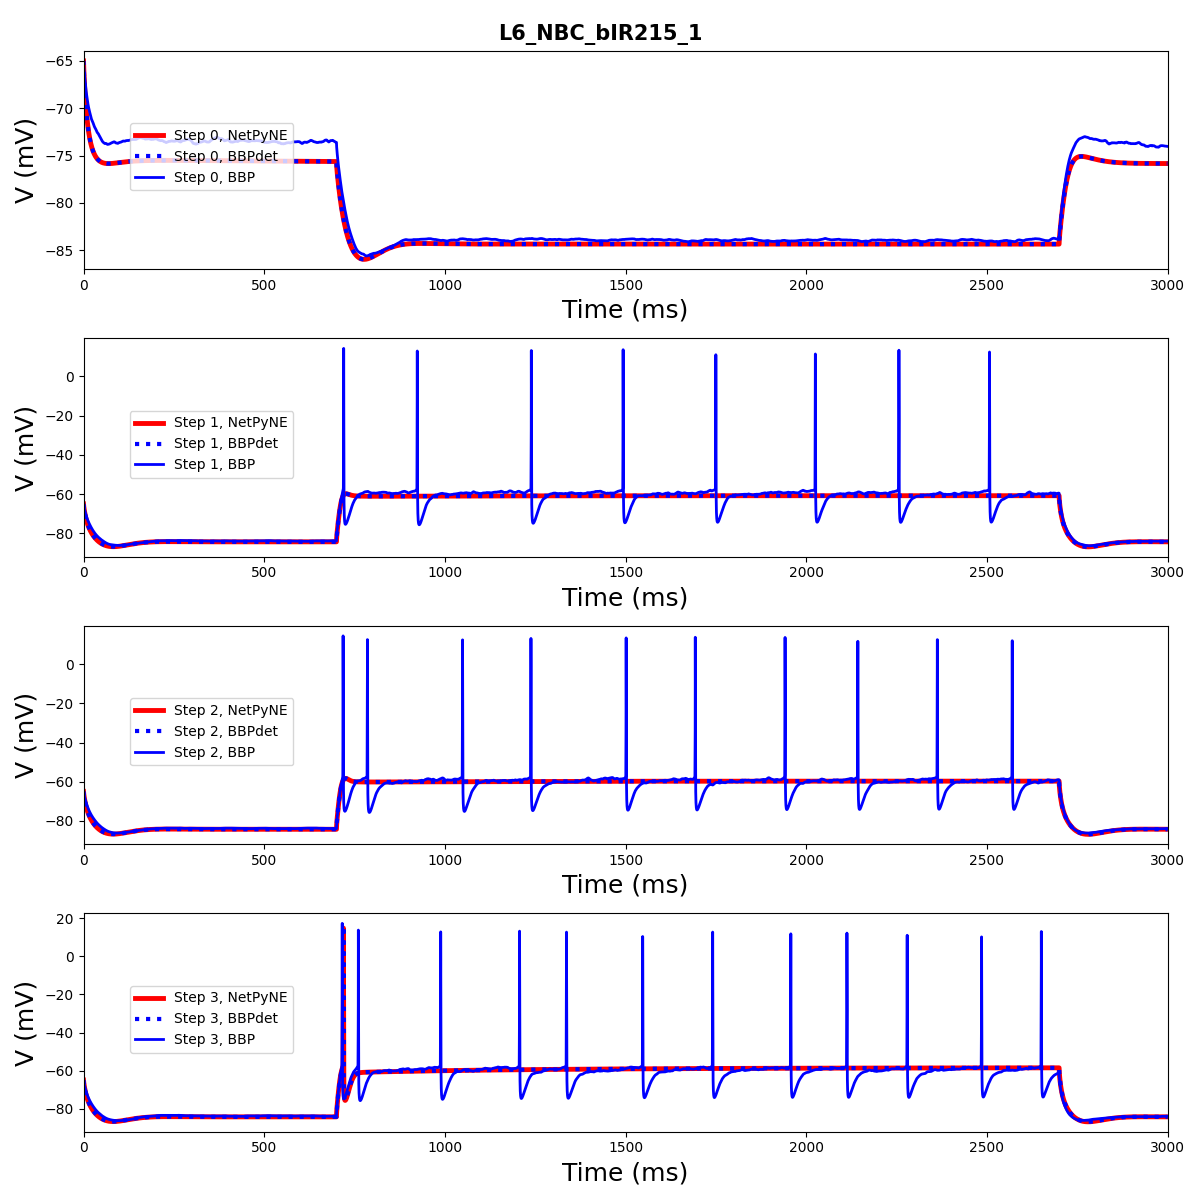 L6_NBC_bIR215_1
−65
−70
−75
−80
−85
V (mV)
Step 0, NetPyNE
Step 0, BBPdet
Step 0, BBP
0 500 1000 1500 2000 2500 3000
Time (ms)
0
−20
−40
−60
−80
V (mV)
Step 1, NetPyNE
Step 1, BBPdet
Step 1, BBP
0 500 1000 1500 2000 2500 3000
Time (ms)
0
−20
−40
−60
−80
V (mV)
Step 2, NetPyNE
Step 2, BBPdet
Step 2, BBP
0 500 1000 1500 2000 2500 3000
Time (ms)
20
0
−20
−40
−60
−80
V (mV)
Step 3, NetPyNE
Step 3, BBPdet
Step 3, BBP
0 500 1000 1500 2000 2500 3000
Time (ms)